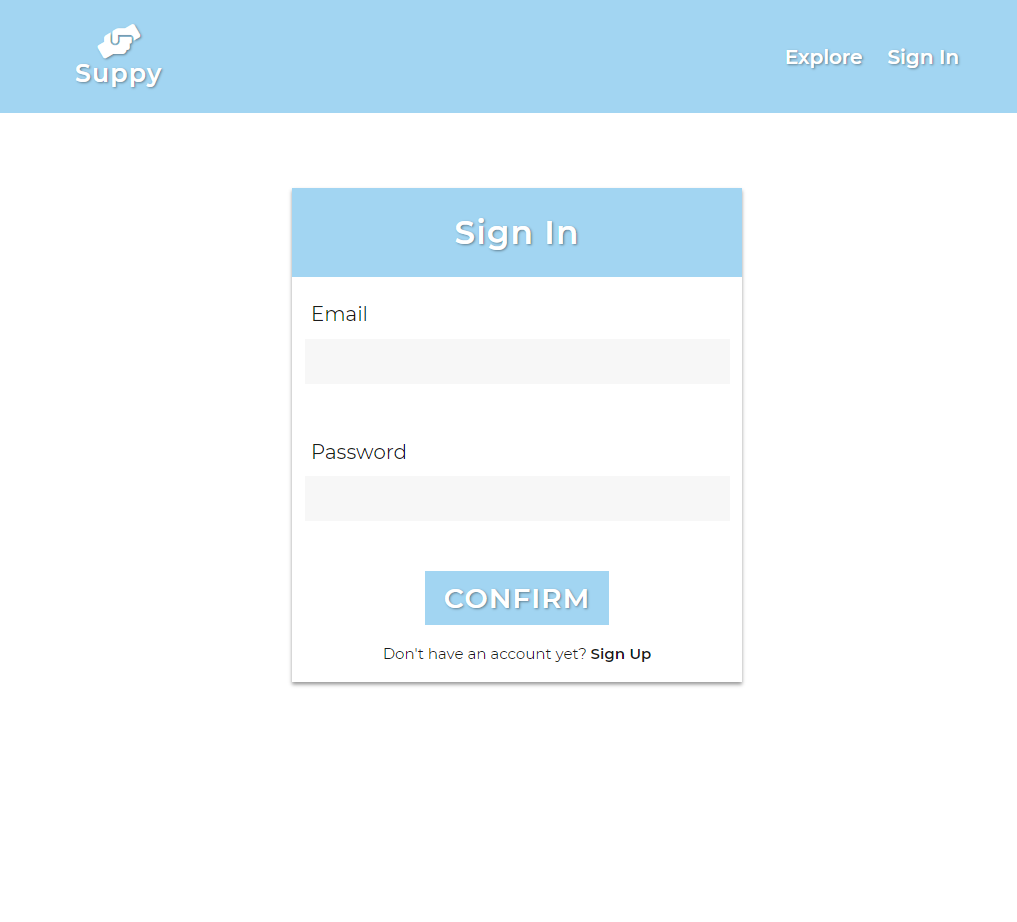 Suppy
Explore Sign In
Sign In
Email
Password
CONFIRM
Don't have an account yet? Sign Up